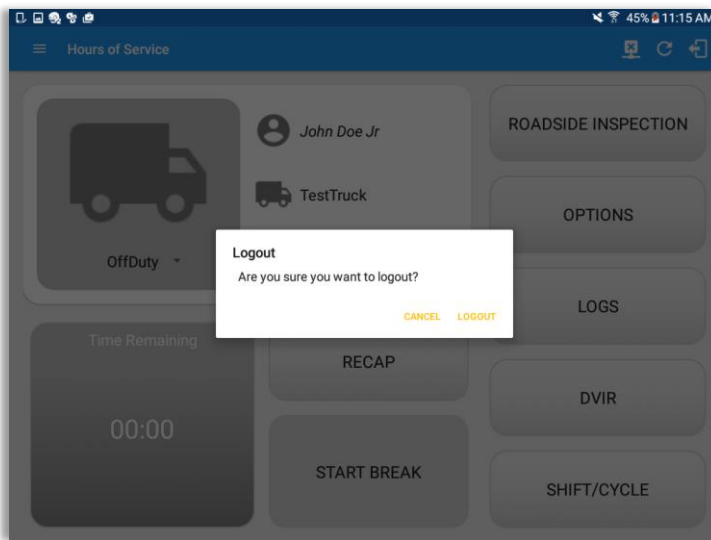 45% 11:15 AM
Hours of Service
John Doe Jr
TestTruck
OffDuty
ROADSIDE INSPECTION
OPTIONS
LOGS
DVIR
SHIFT/CYCLE
Logout
Are you sure you want to logout?
CANCEL LOGOUT
Time Remaining
00:00
RECAP
START BREAK